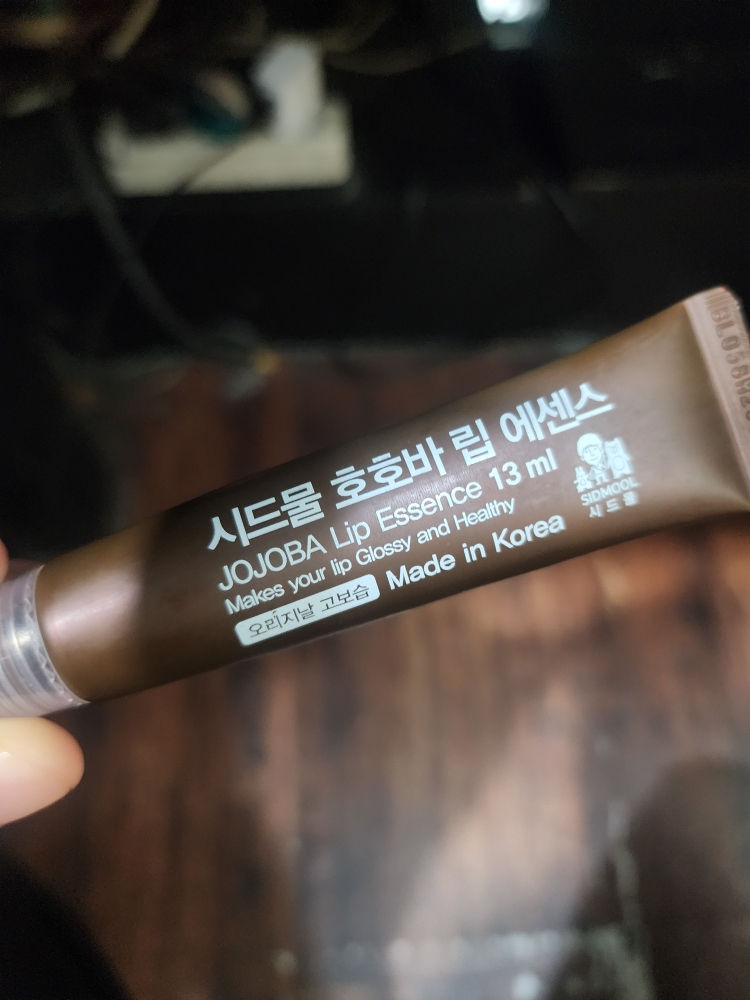 시드물 호호바 립 에센스
JOJOBA Lip Essence 13 ml
Makes your lip Glossy and Healthy
오리지날 고보습 Made in Korea
SIDMOOL
시드물